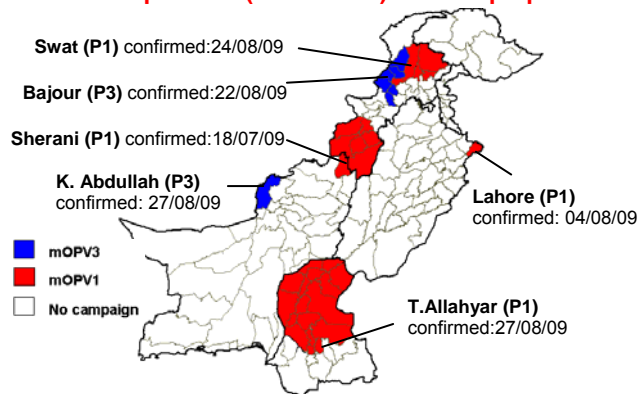 Swat (P1) confirmed:24/08/09
Bajour (P3) confirmed:22/08/09
Sherani (P1) confirmed:18/07/09
K. Abdullah (P3)
confirmed: 27/08/09
Lahore (P1)
confirmed: 04/08/09
mOPV3
mOPV1
No campaign
T.Allahyar (P1)
confirmed:27/08/09